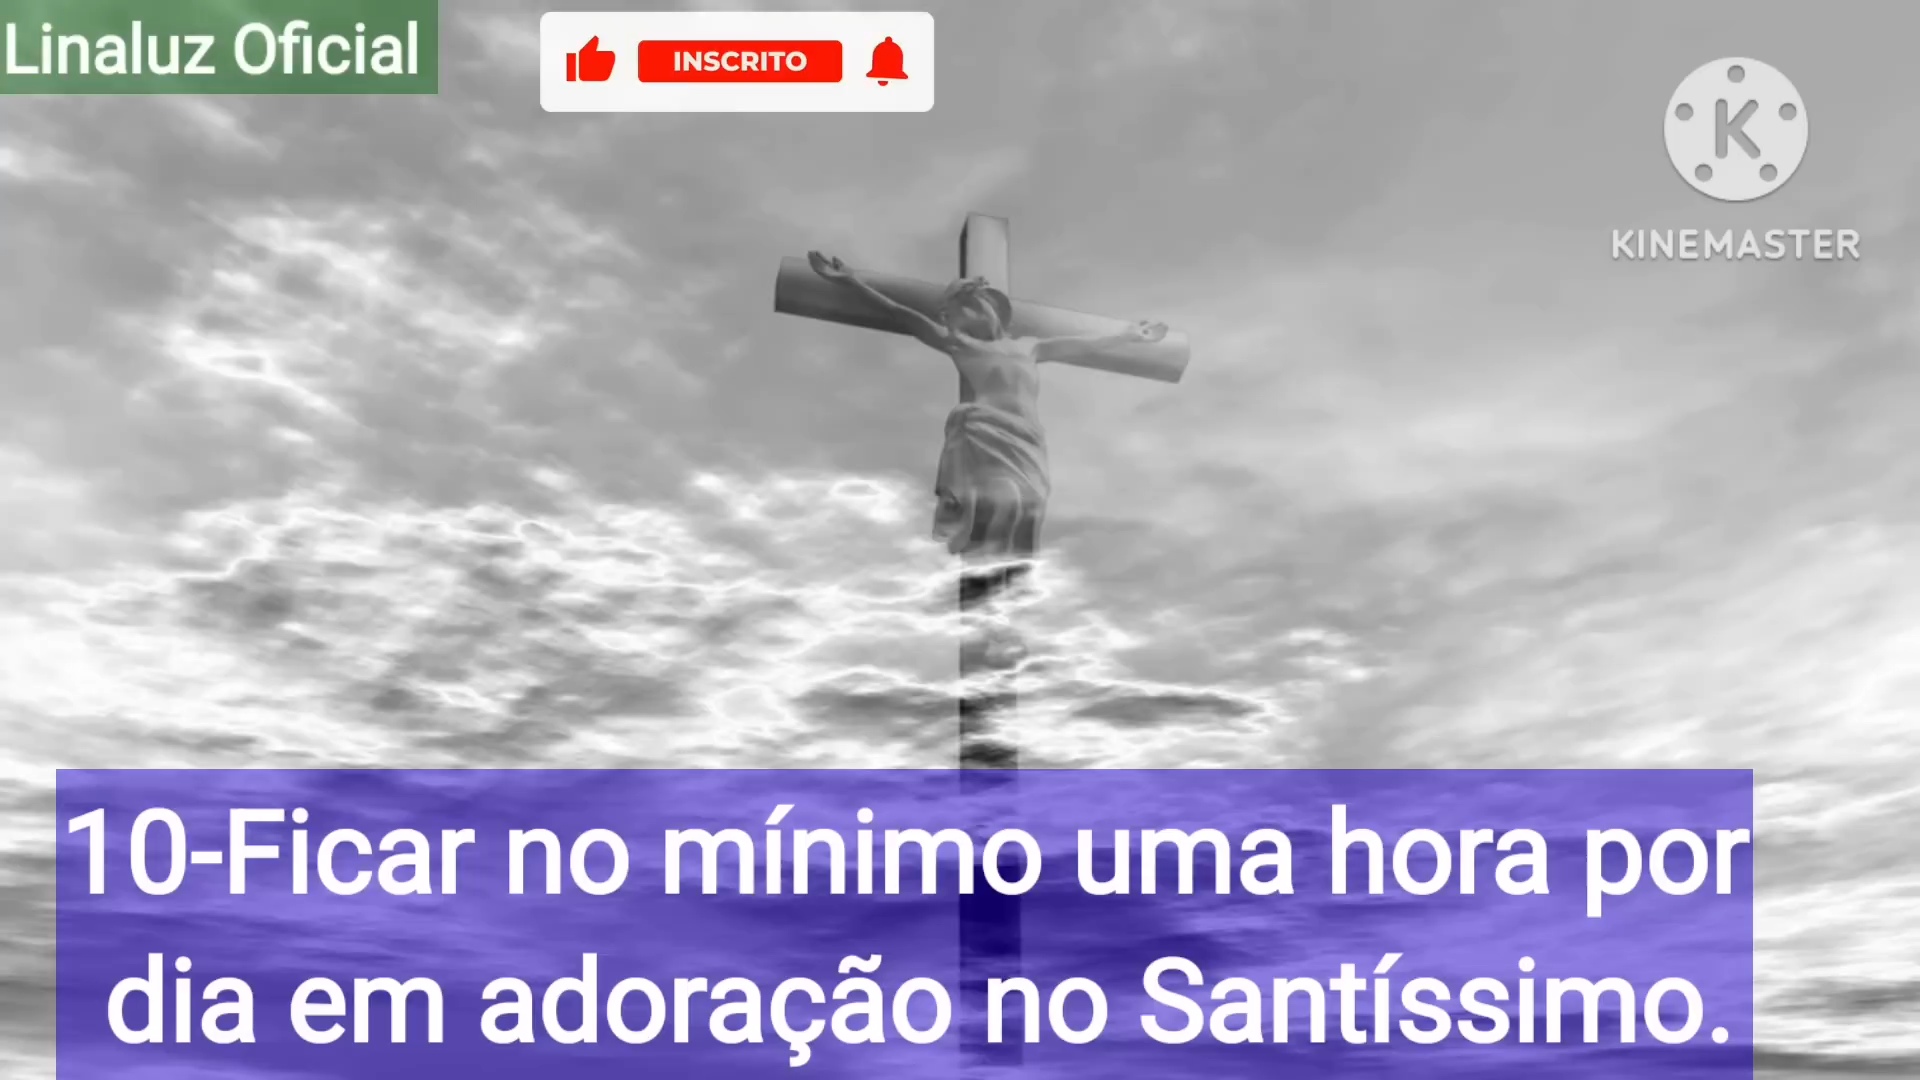 Linaluz Oficial
INSCRITO
K
KINEMASTER
10-Ficar no mínimo uma hora por
dia em adoração no Santíssimo.